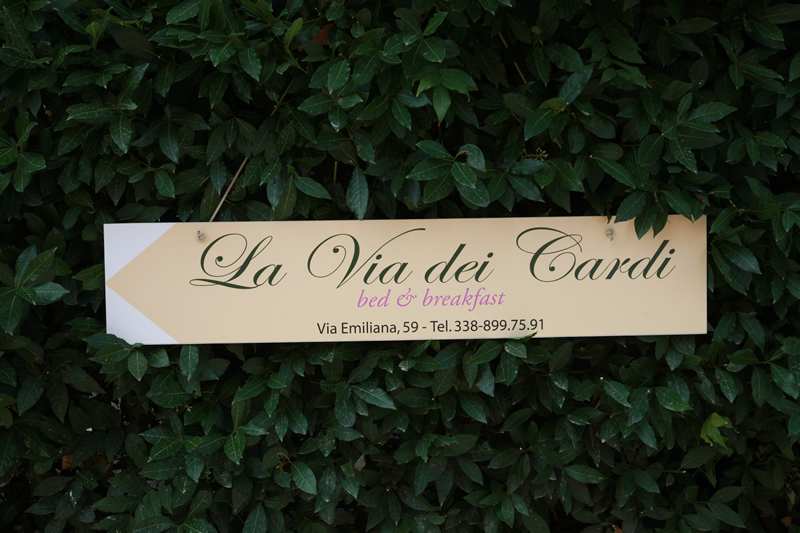 La Via dei Cardi
bed & breakfast
Via Emiliana, 59 - Tel. 338-899.75.91